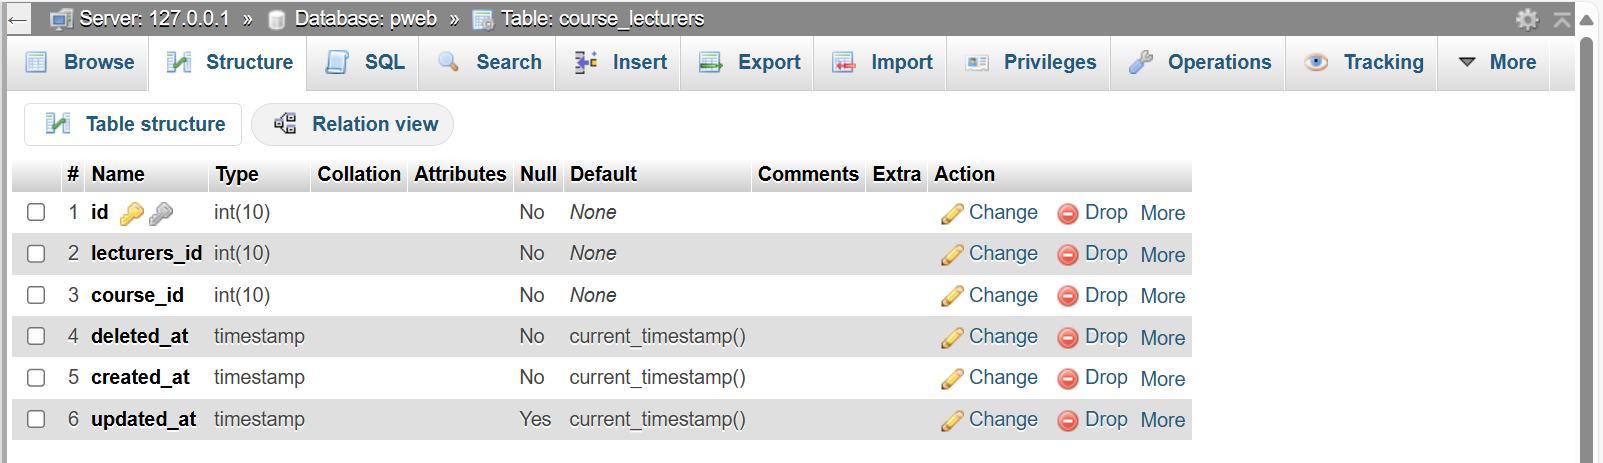 Server: 127.0.0.1 » Database: pweb » Table: course_lecturers
Browse Structure SQL Search Insert Export Import Privileges Operations Tracking More
Table structure Relation view
# Name Type Collation Attributes Null Default Comments Extra Action
1 id int(10) No None Change Drop More
2 lecturers_id int(10) No None Change Drop More
3 course_id int(10) No None Change Drop More
4 deleted_at timestamp No current_timestamp() Change Drop More
5 created_at timestamp No current_timestamp() Change Drop More
6 updated_at timestamp Yes current_timestamp() Change Drop More